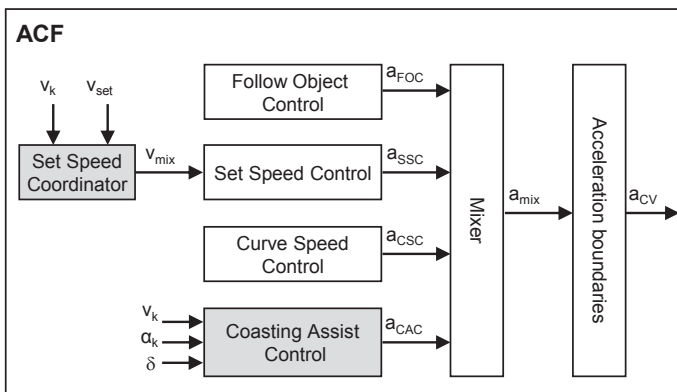 ACF
v_k
v_set
Set Speed
Coordinator
v_mix
Follow Object
Control
a_FOC
Set Speed Control
a_SSC
Curve Speed
Control
a_CSC
v_k
α_k
δ
Coasting Assist
Control
a_CAC
Mixer
a_mix
Acceleration boundaries
a_CV